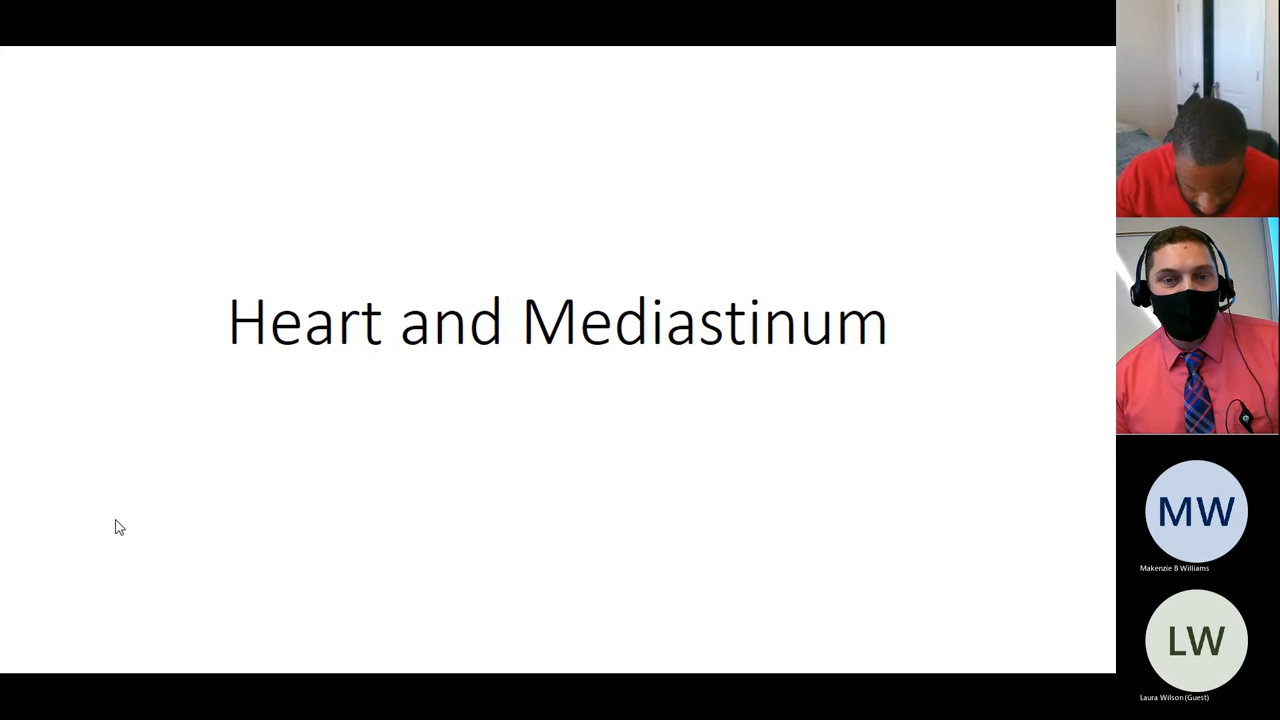 Heart and Mediastinum
MW
Makenzie B Williams
LW
Laura Wilson (Guest)